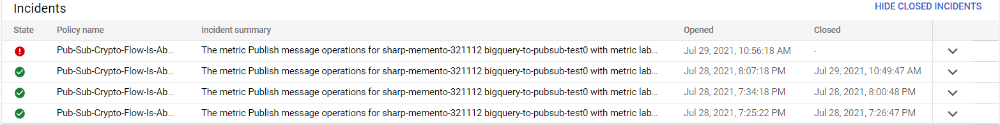 Incidents
HIDE CLOSED INCIDENTS
State Policy name Incident summary Opened Closed
Pub-Sub-Crypto-Flow-Is-Ab... The metric Publish message operations for sharp-memento-321112 bigquery-to-pubsub-test0 with metric lab... Jul 29, 2021, 10:56:18 AM -
Pub-Sub-Crypto-Flow-Is-Ab... The metric Publish message operations for sharp-memento-321112 bigquery-to-pubsub-test0 with metric lab... Jul 28, 2021, 8:07:18 PM Jul 29, 2021, 10:49:47 AM
Pub-Sub-Crypto-Flow-Is-Ab... The metric Publish message operations for sharp-memento-321112 bigquery-to-pubsub-test0 with metric lab... Jul 28, 2021, 7:34:18 PM Jul 28, 2021, 8:00:48 PM
Pub-Sub-Crypto-Flow-Is-Ab... The metric Publish message operations for sharp-memento-321112 bigquery-to-pubsub-test0 with metric lab... Jul 28, 2021, 7:25:22 PM Jul 28, 2021, 7:26:47 PM